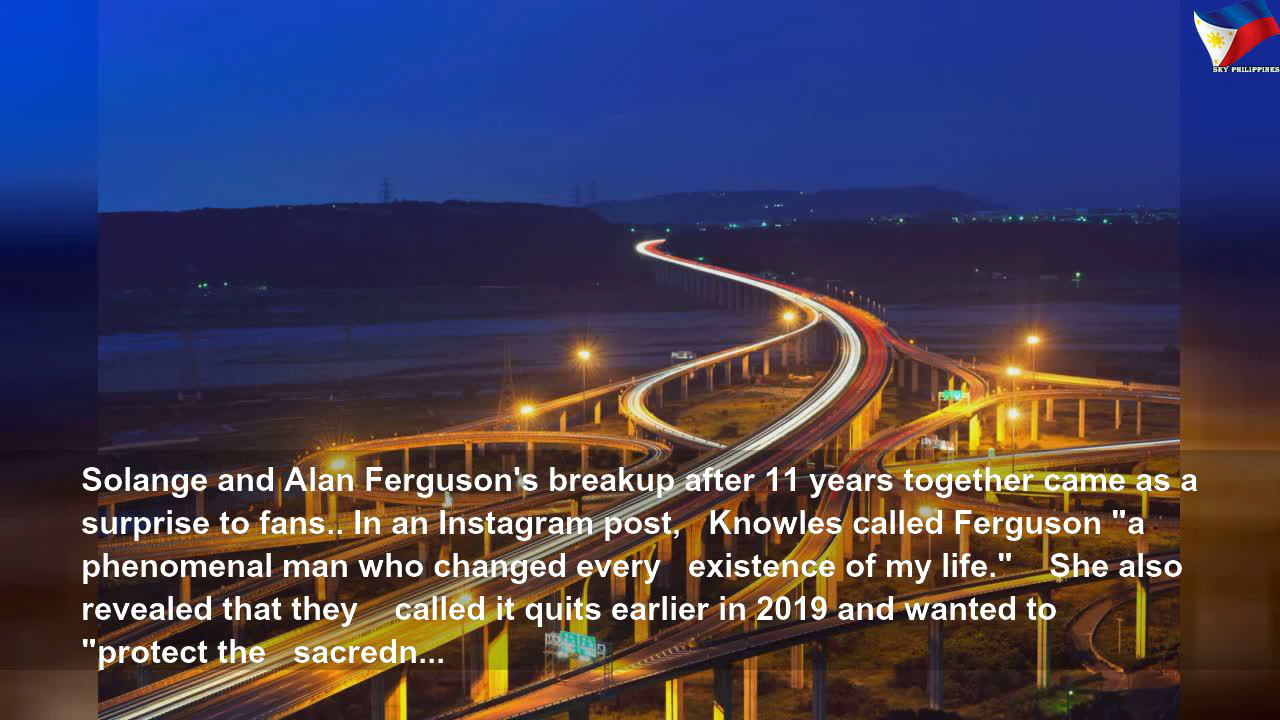 SKY PHILIPPINES
Solange and Alan Ferguson's breakup after 11 years together came as a
surprise to fans.. In an Instagram post,   Knowles called Ferguson "a
phenomenal man who changed every   existence of my life."    She also
revealed that they    called it quits earlier in 2019 and wanted to
"protect the   sacredn...